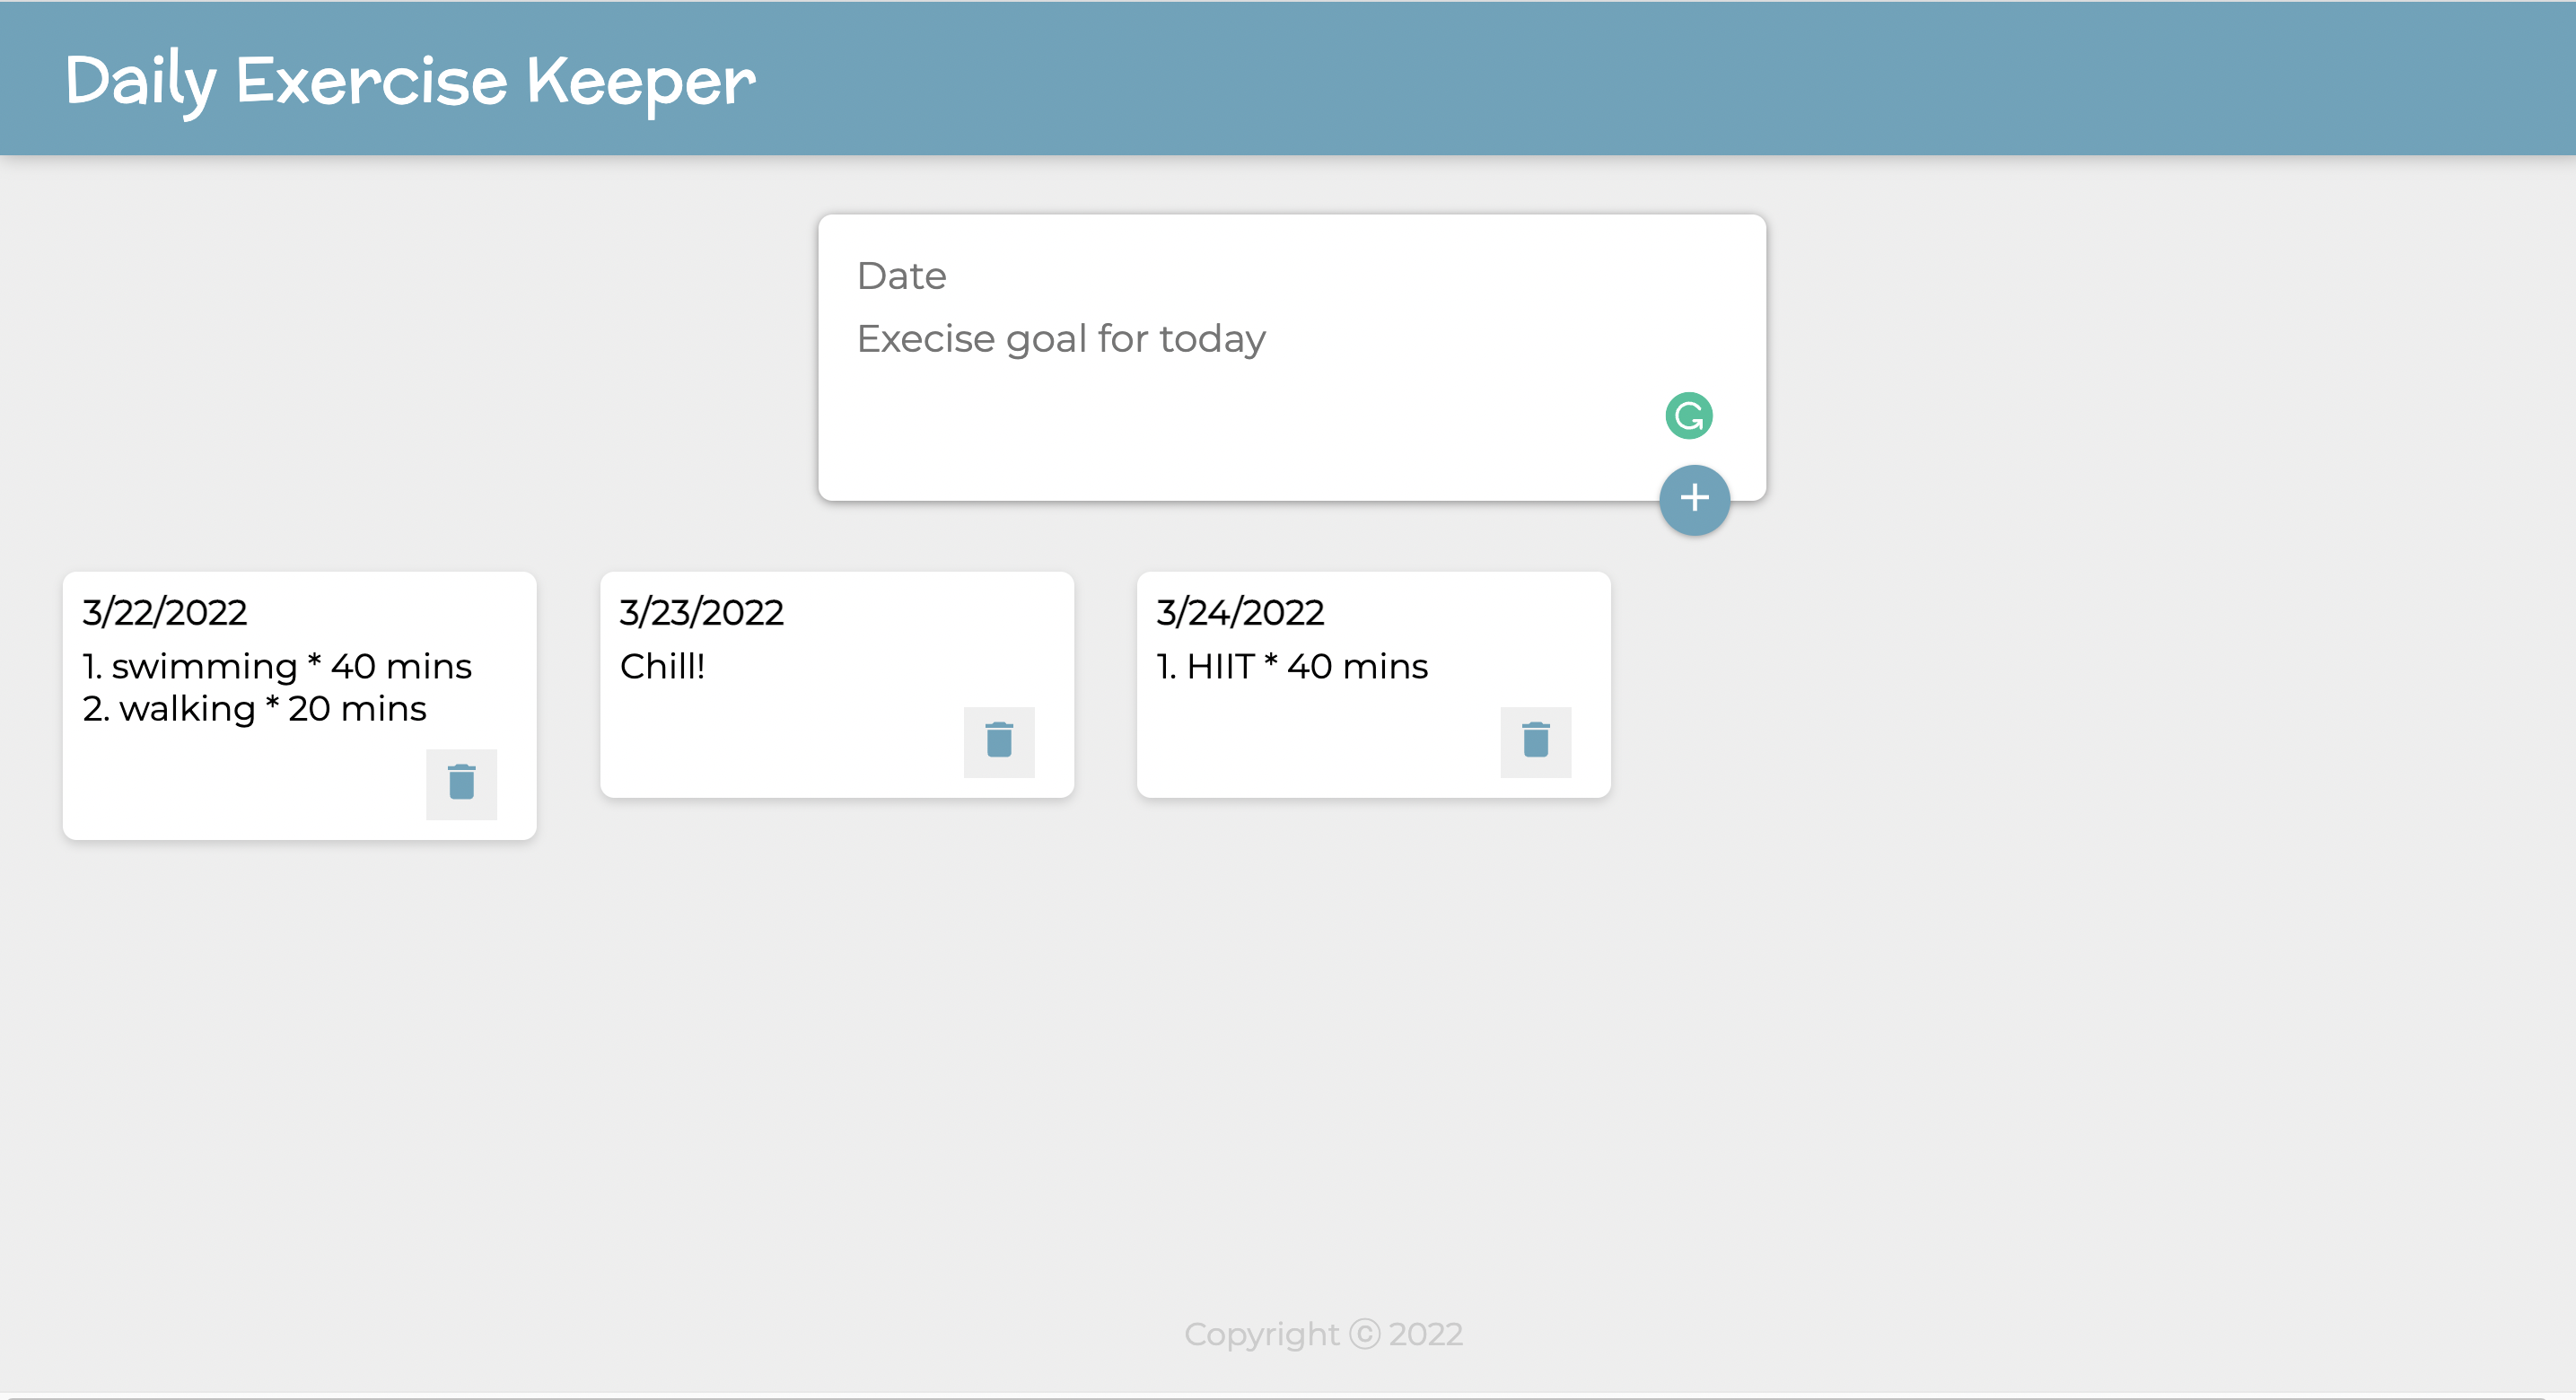 Daily Exercise Keeper
Date
Execise goal for today
3/22/2022
1. swimming * 40 mins
2. walking * 20 mins
3/23/2022
Chill!
3/24/2022
1. HIIT * 40 mins
Copyright ⓒ 2022